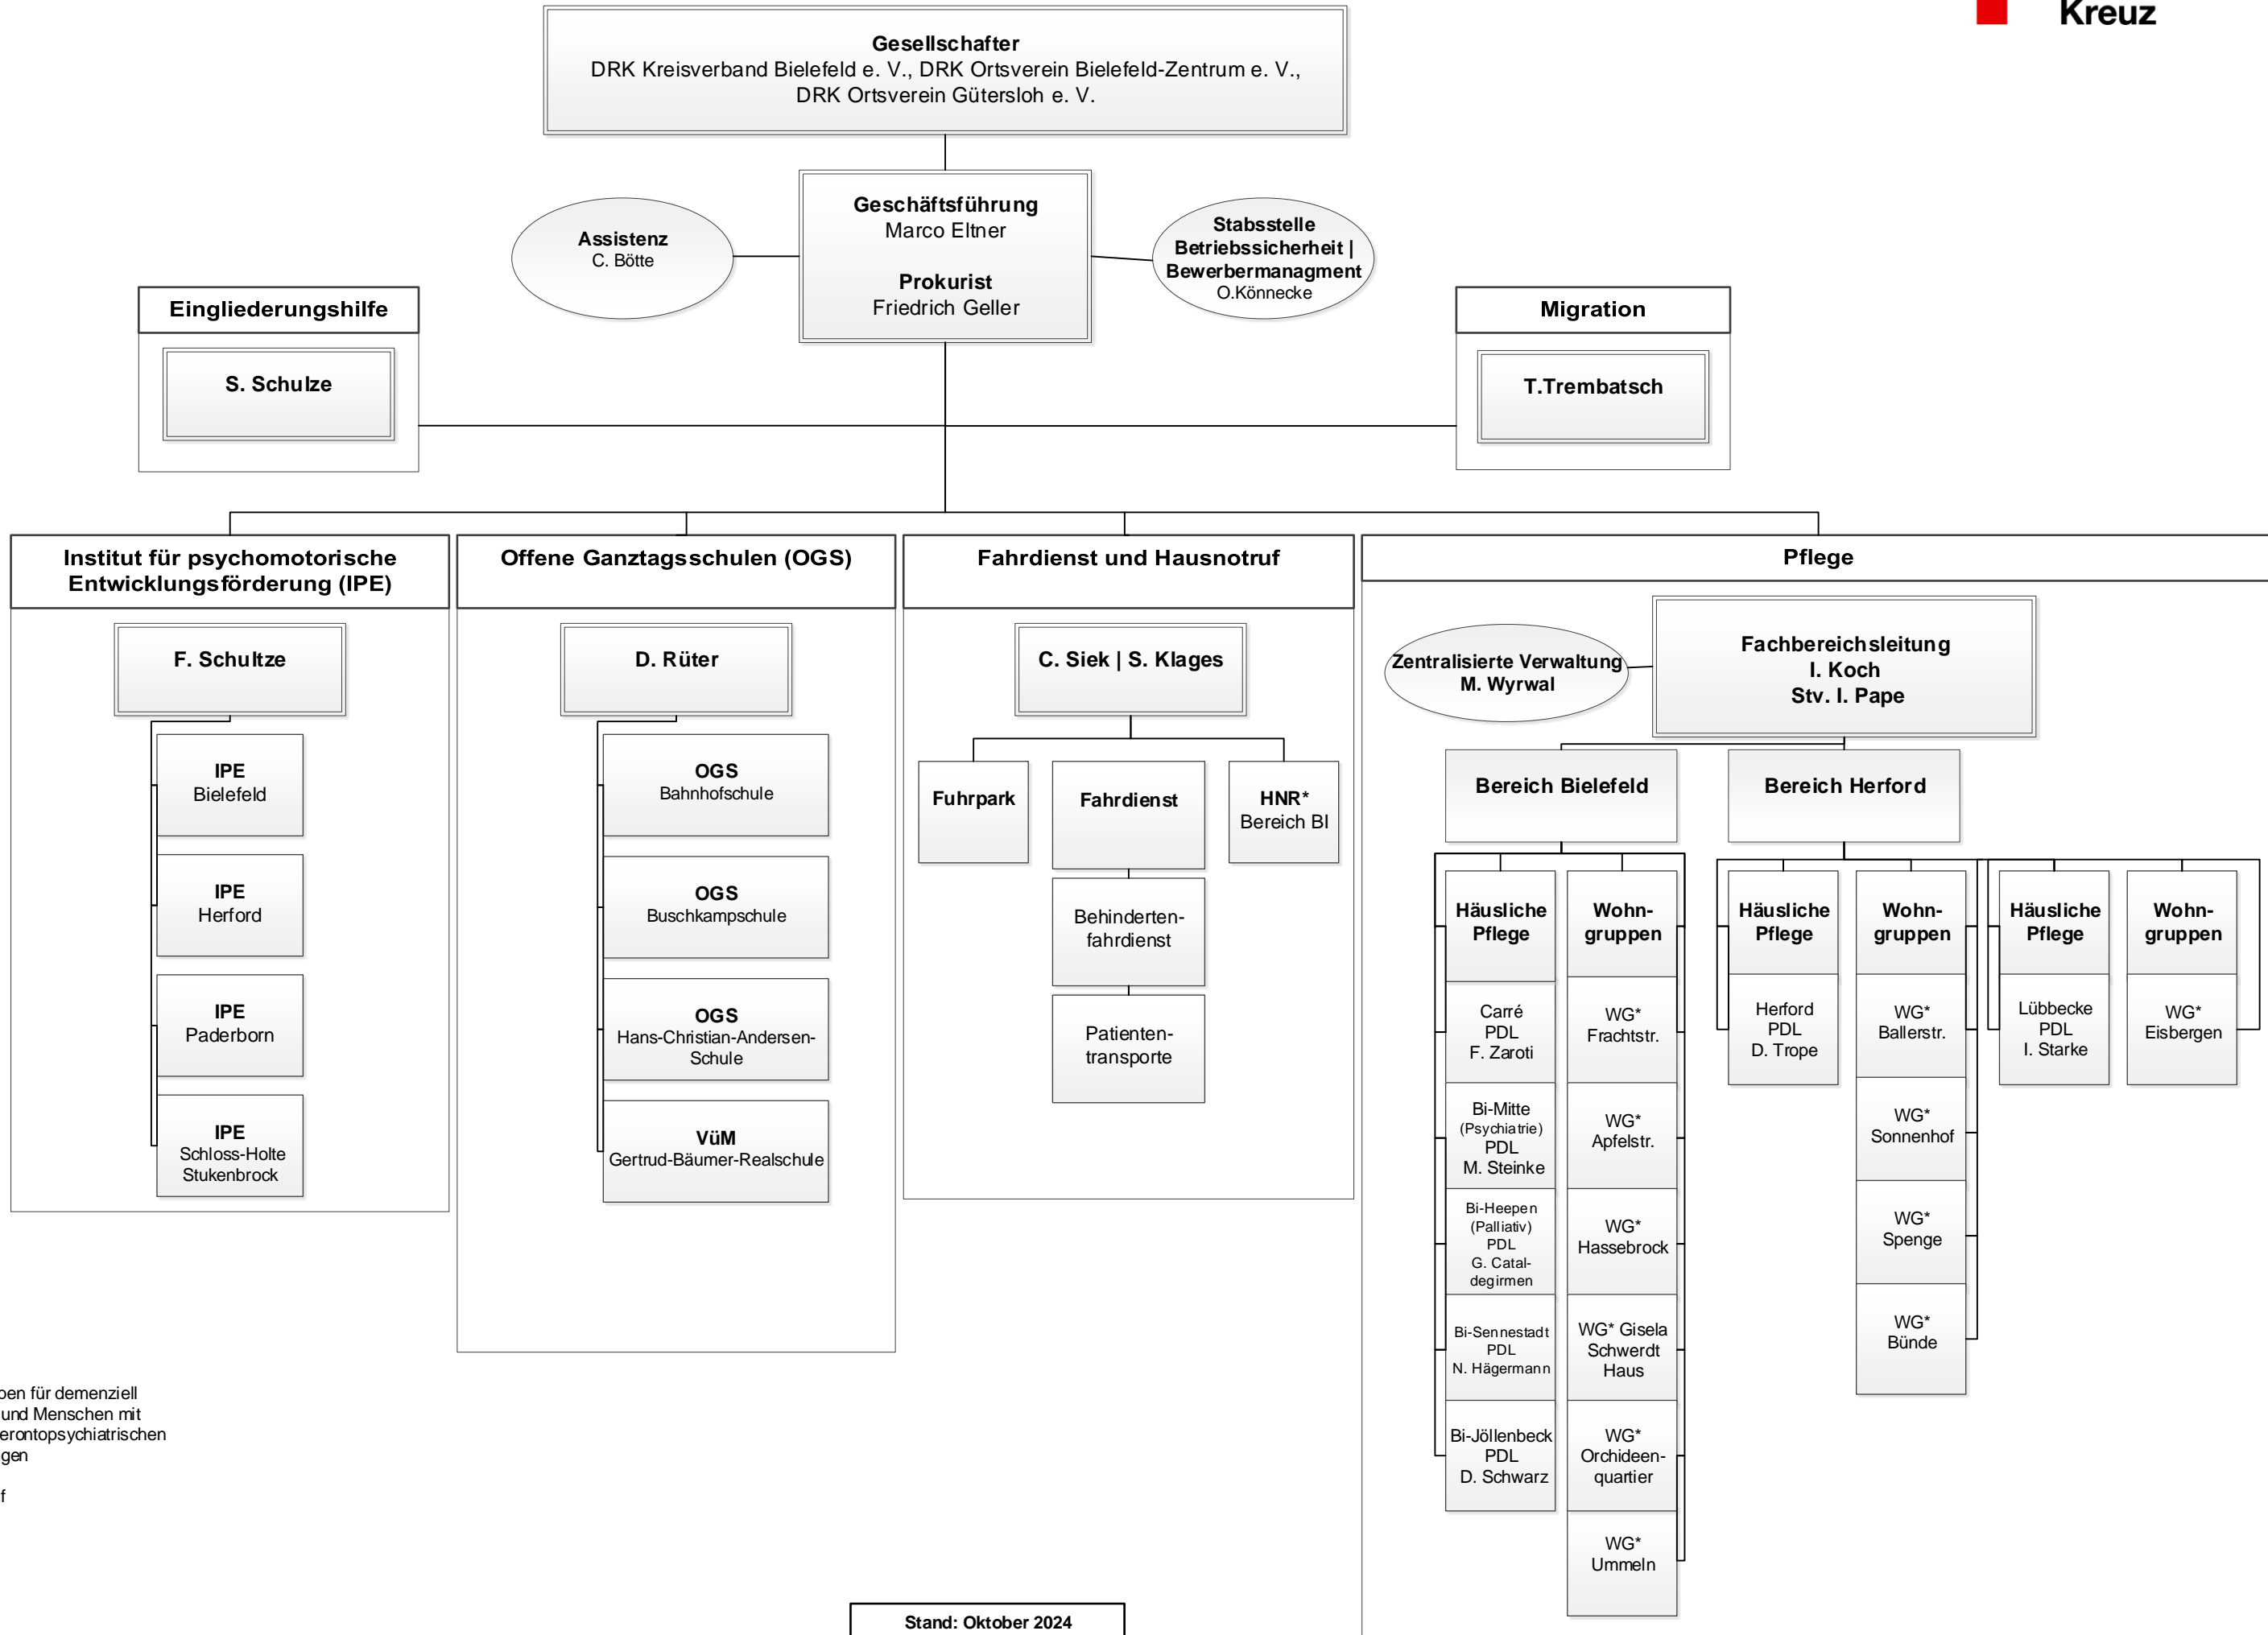 Kreuz
Gesellschafter
DRK Kreisverband Bielefeld e. V., DRK Ortsverein Bielefeld-Zentrum e. V.,
DRK Ortsverein Gütersloh e. V.
Geschäftsführung
Marco Eltner
Prokurist
Friedrich Geller
Assistenz
C. Bötte
Stabsstelle
Betriebssicherheit |
Bewerbermanagment
O.Könnecke
Eingliederungshilfe
S. Schulze
Migration
T.Trembatsch
Institut für psychomotorische
Entwicklungsförderung (IPE)
F. Schultze
IPE
Bielefeld
IPE
Herford
IPE
Paderborn
IPE
Schloss-Holte
Stukenbrock
Offene Ganztagsschulen (OGS)
D. Rüter
OGS
Bahnhofschule
OGS
Buschkampschule
OGS
Hans-Christian-Andersen-
Schule
VüM
Gertrud-Bäumer-Realschule
Fahrdienst und Hausnotruf
C. Siek | S. Klages
Fuhrpark
Fahrdienst
HNR*
Bereich BI
Behinderten-
fahrdienst
Patienten-
transporte
Pflege
Zentralisierte Verwaltung
M. Wyrwal
Fachbereichsleitung
I. Koch
Stv. I. Pape
Bereich Bielefeld
Häusliche
Pflege
Carré
PDL
F. Zaroti
Bi-Mitte
(Psychiatrie)
PDL
M. Steinke
Bi-Heepen
(Palliativ)
PDL
G. Catal-
degirmen
Bi-Sennestadt
PDL
N. Hägermann
Bi-Jöllenbeck
PDL
D. Schwarz
Wohn-
gruppen
WG*
Frachtstr.
WG*
Apfelstr.
WG*
Hassebrock
WG* Gisela
Schwerdt
Haus
WG*
Orchideen-
quartier
WG*
Ummeln
Bereich Herford
Häusliche
Pflege
Herford
PDL
D. Trope
Wohn-
gruppen
WG*
Ballerstr.
WG*
Sonnenhof
WG*
Spenge
WG*
Bünde
Häusliche
Pflege
Lübbecke
PDL
I. Starke
Wohn-
gruppen
WG*
Eisbergen
für demenziell
und Menschen mit
Stand: Oktober 2024